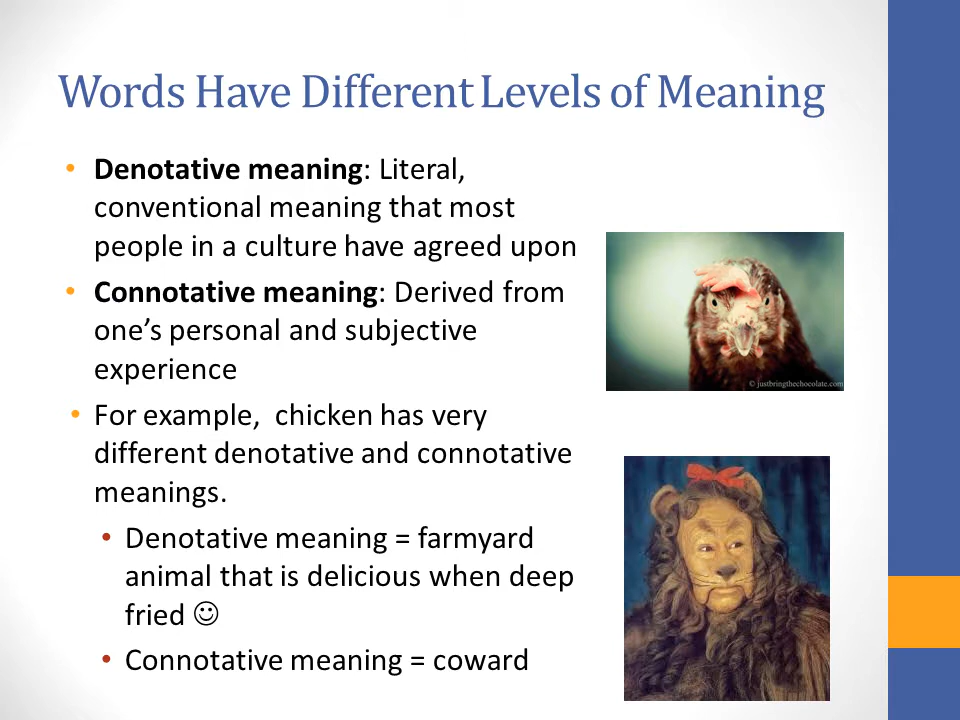 Words Have Different Levels of Meaning
• Denotative meaning: Literal,
conventional meaning that most
people in a culture have agreed upon
• Connotative meaning: Derived from
one’s personal and subjective
experience
• For example,  chicken has very
different denotative and connotative
meanings.
• Denotative meaning = farmyard
animal that is delicious when deep
fried ☺
• Connotative meaning = coward
© justbringthechocolate.com